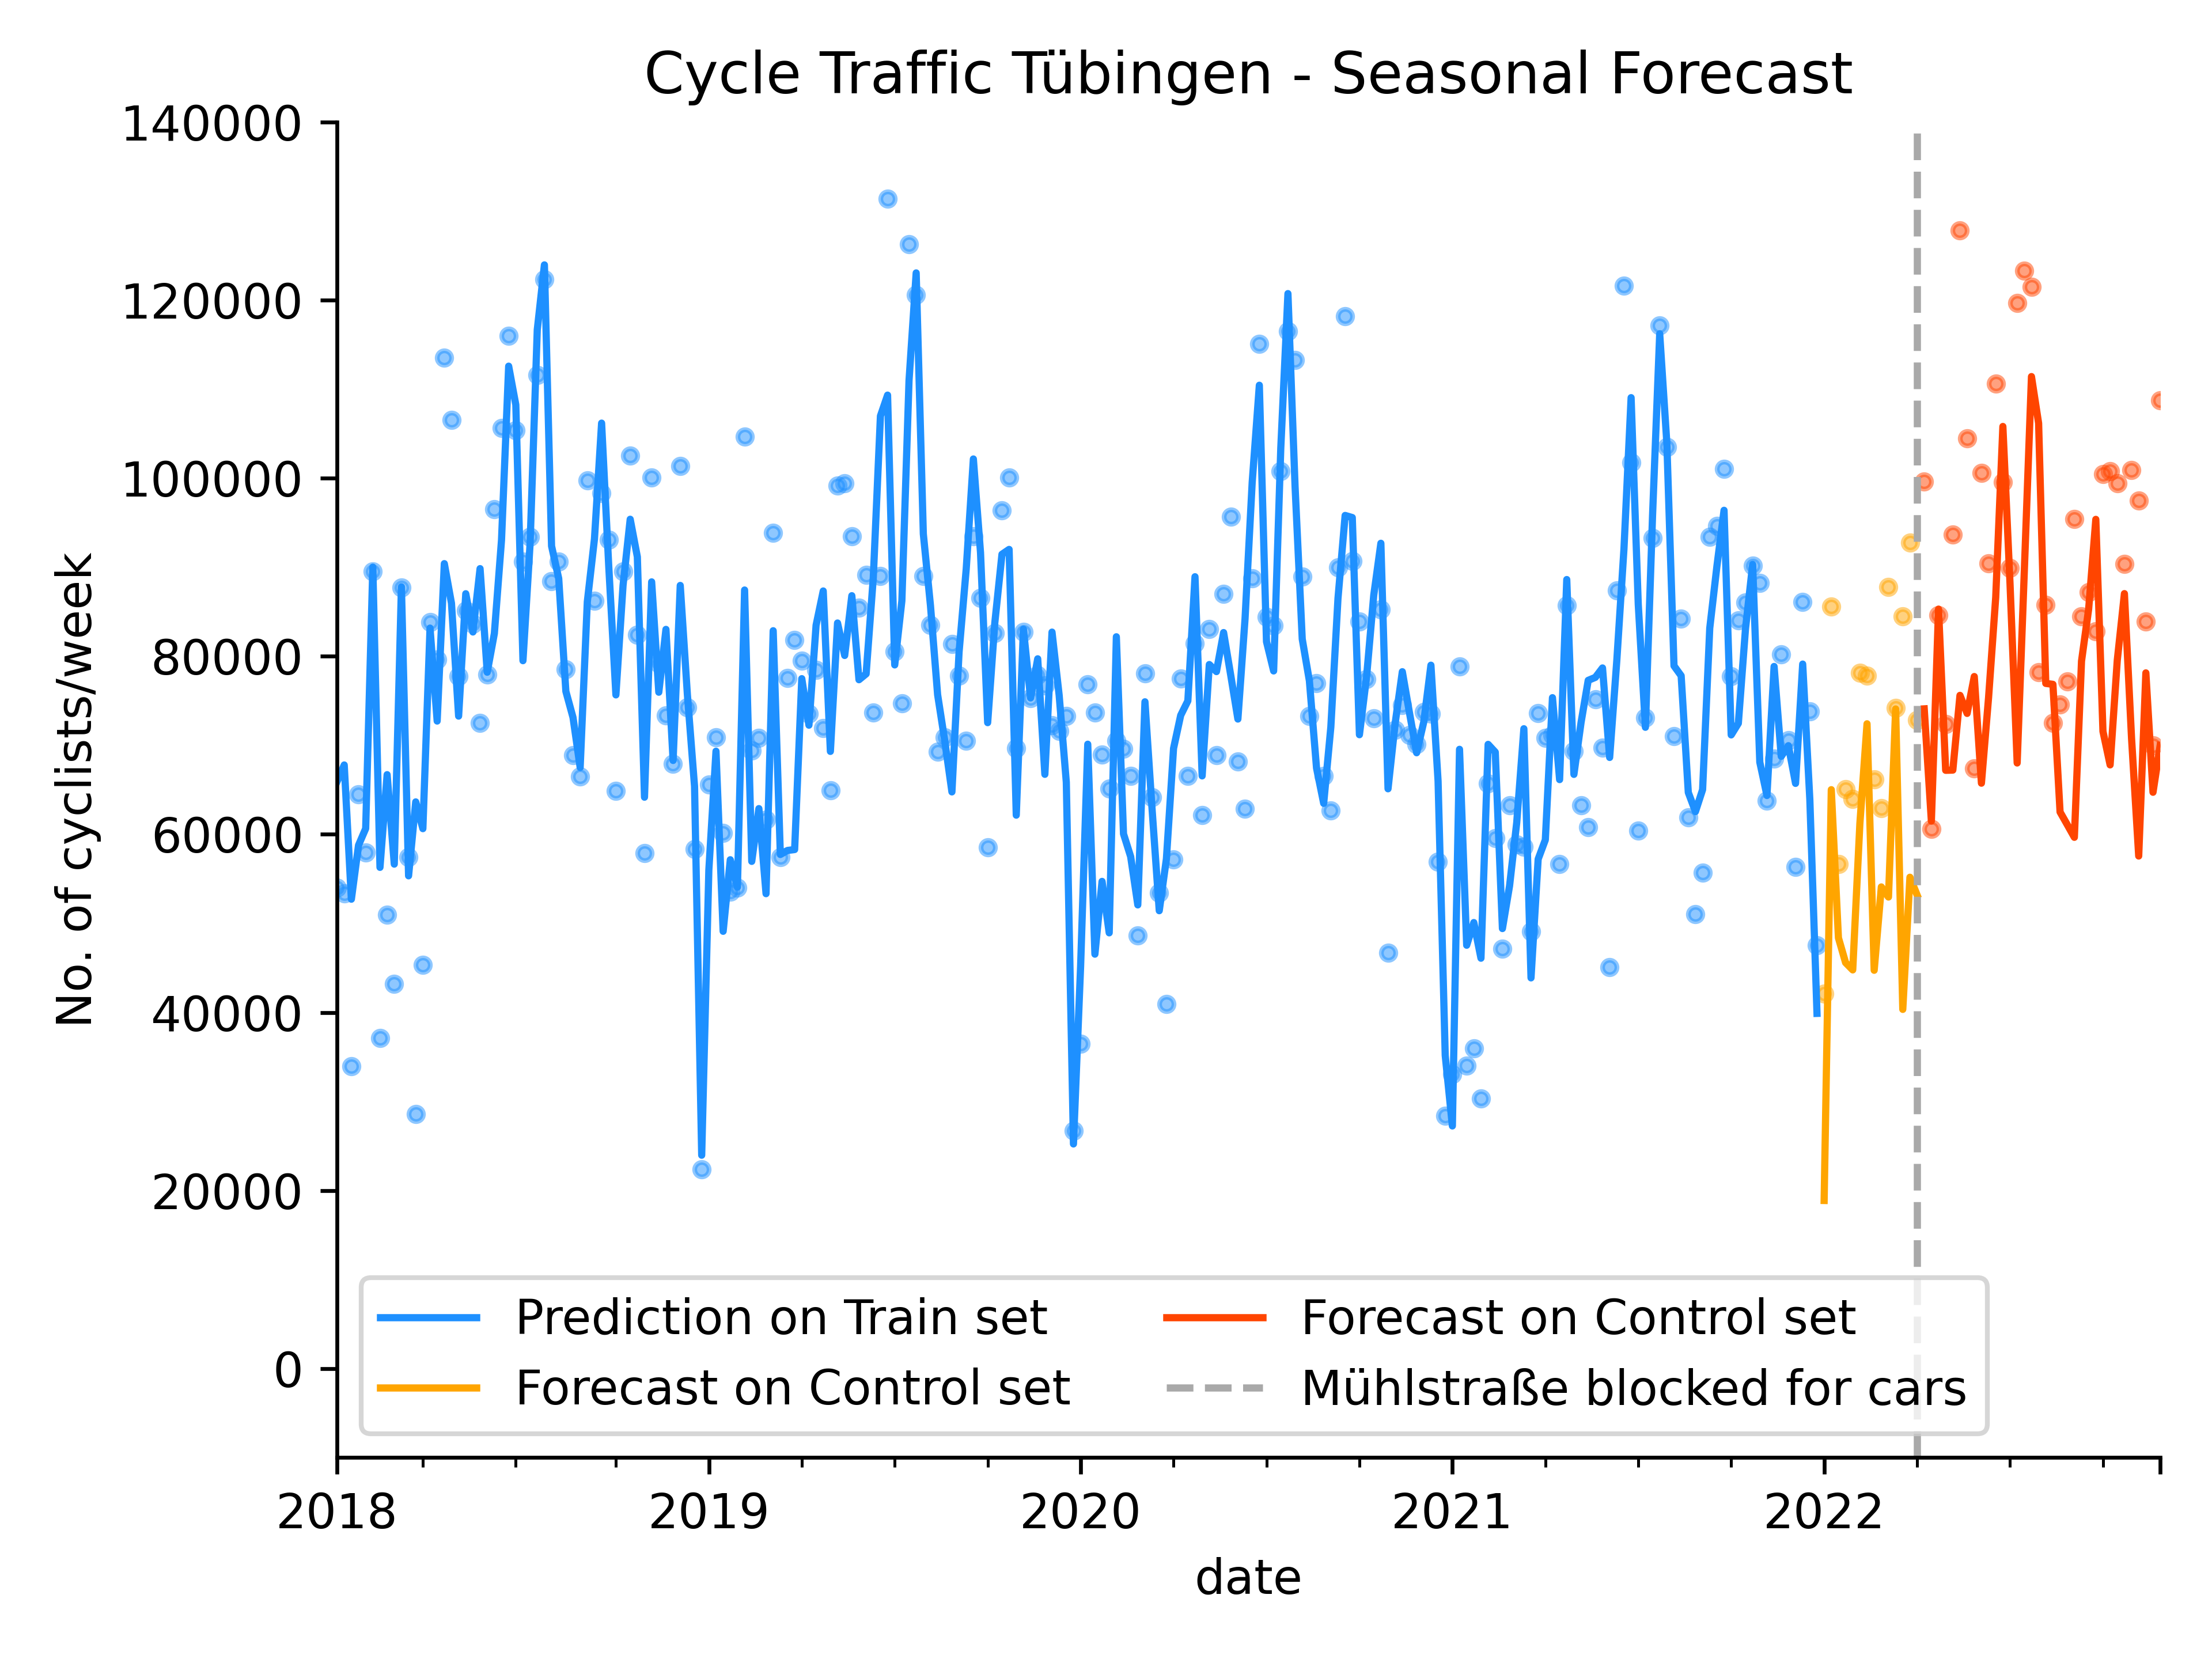 Cycle Traffic Tübingen - Seasonal Forecast
140000
120000
100000
80000
60000
40000
20000
0
No. of cyclists/week
Prediction on Train set
Forecast on Control set
Forecast on Control set
Mühlstraße blocked for cars
2018 2019 2020 2021 2022
date